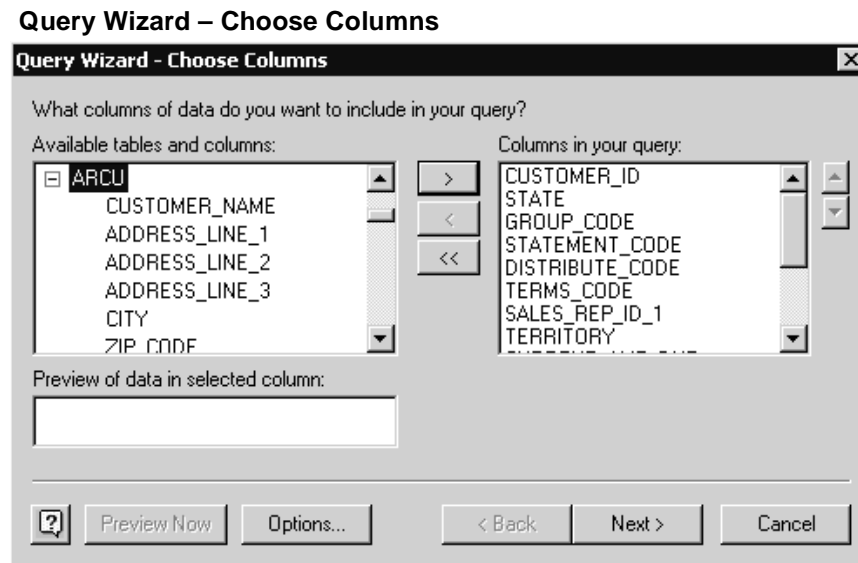 Query Wizard – Choose Columns
Query Wizard - Choose Columns
What columns of data do you want to include in your query?
Available tables and columns:
Columns in your query:
ARCU
CUSTOMER_NAME
ADDRESS_LINE_1
ADDRESS_LINE_2
ADDRESS_LINE_3
CITY
ZIP_CODE
>
<
<<
CUSTOMER_ID
STATE
GROUP_CODE
STATEMENT_CODE
DISTRIBUTE_CODE
TERMS_CODE
SALES_REP_ID_1
TERRITORY
Preview of data in selected column:
Preview Now
Options...
< Back
Next >
Cancel